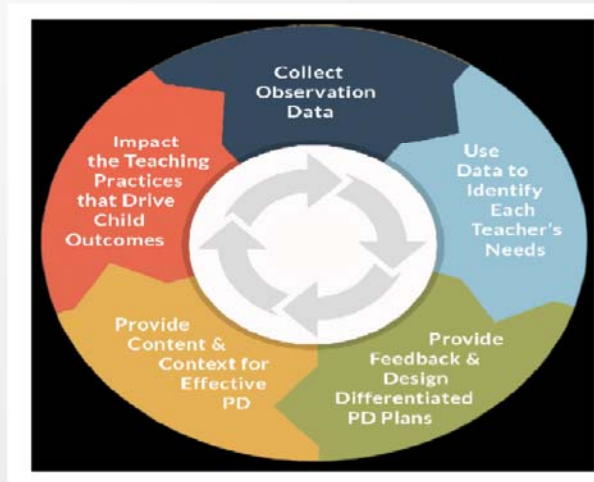 Collect
Observation
Data
Use
Data to
Identify
Each
Teacher's
Needs
Provide
Feedback &
Design
Differentiated
PD Plans
Provide
Content &
Context for
Effective
PD
Impact
the Teaching
Practices
that Drive
Child
Outcomes